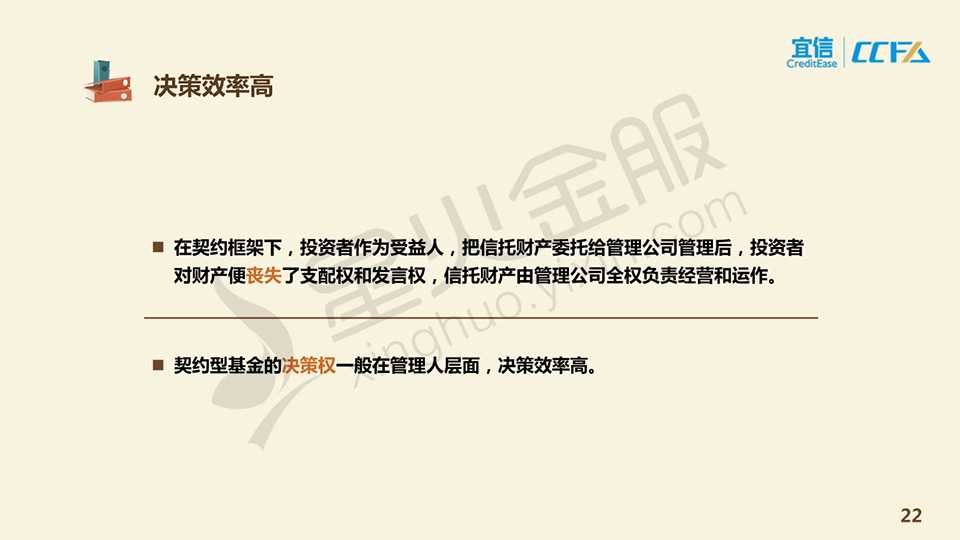 宜信
CreditEase
CCFA
决策效率高
星火金服
xinghuo.yixin.com
■ 在契约框架下，投资者作为受益人，把信托财产委托给管理公司管理后，投资者
对财产便丧失了支配权和发言权，信托财产由管理公司全权负责经营和运作。
■ 契约型基金的决策权一般在管理人层面，决策效率高。
22